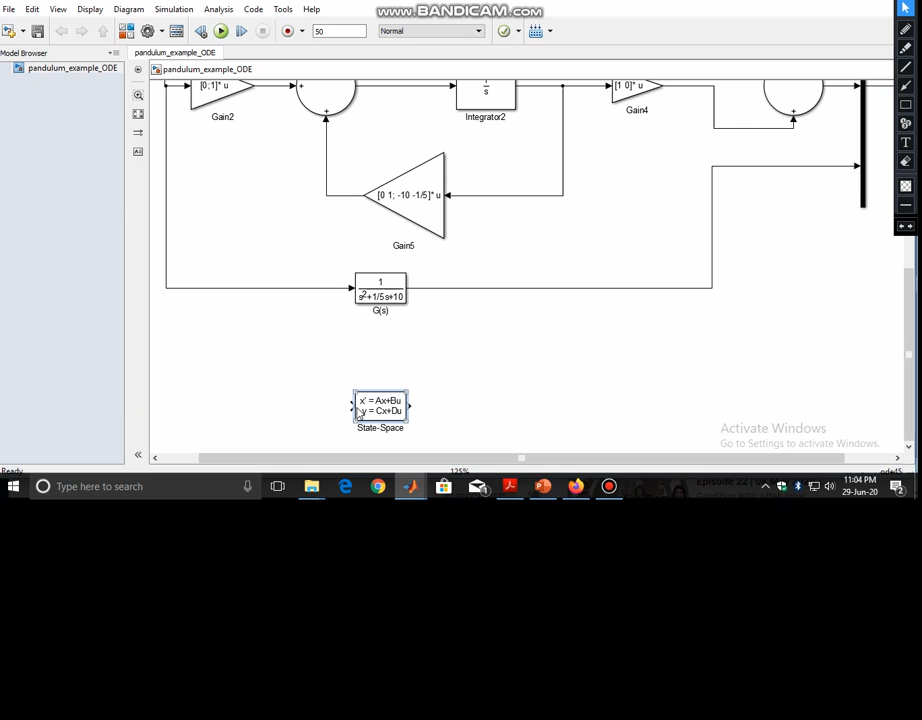 www.BANDICAM.com
File Edit View Display Diagram Simulation Analysis Code Tools Help
50 Normal
Model Browser pandulum_example_ODE
pandulum_example_ODE pandulum_example_ODE
[0;1]* u + s [1 0]* u
Gain2 + Integrator2 Gain4 +
+
[0 1; -10 -1/5]* u
Gain5
1
s²+1/5s+10
G(s)
x' = Ax+Bu
y = Cx+Du
State-Space
Activate Windows
Go to Settings to activate Windows.
Ready 125% ode45
Type here to search 1 11:04 PM
29-Jun-20 2